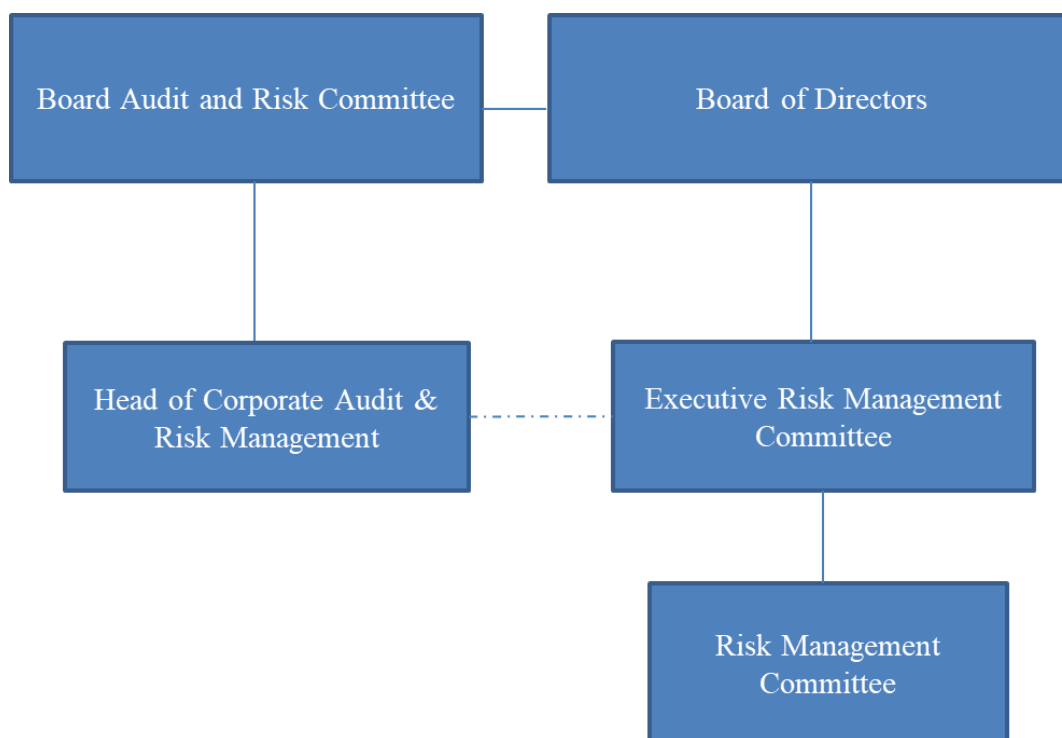 Board Audit and Risk Committee
Board of Directors
Head of Corporate Audit &
Risk Management
Executive Risk Management
Committee
Risk Management
Committee